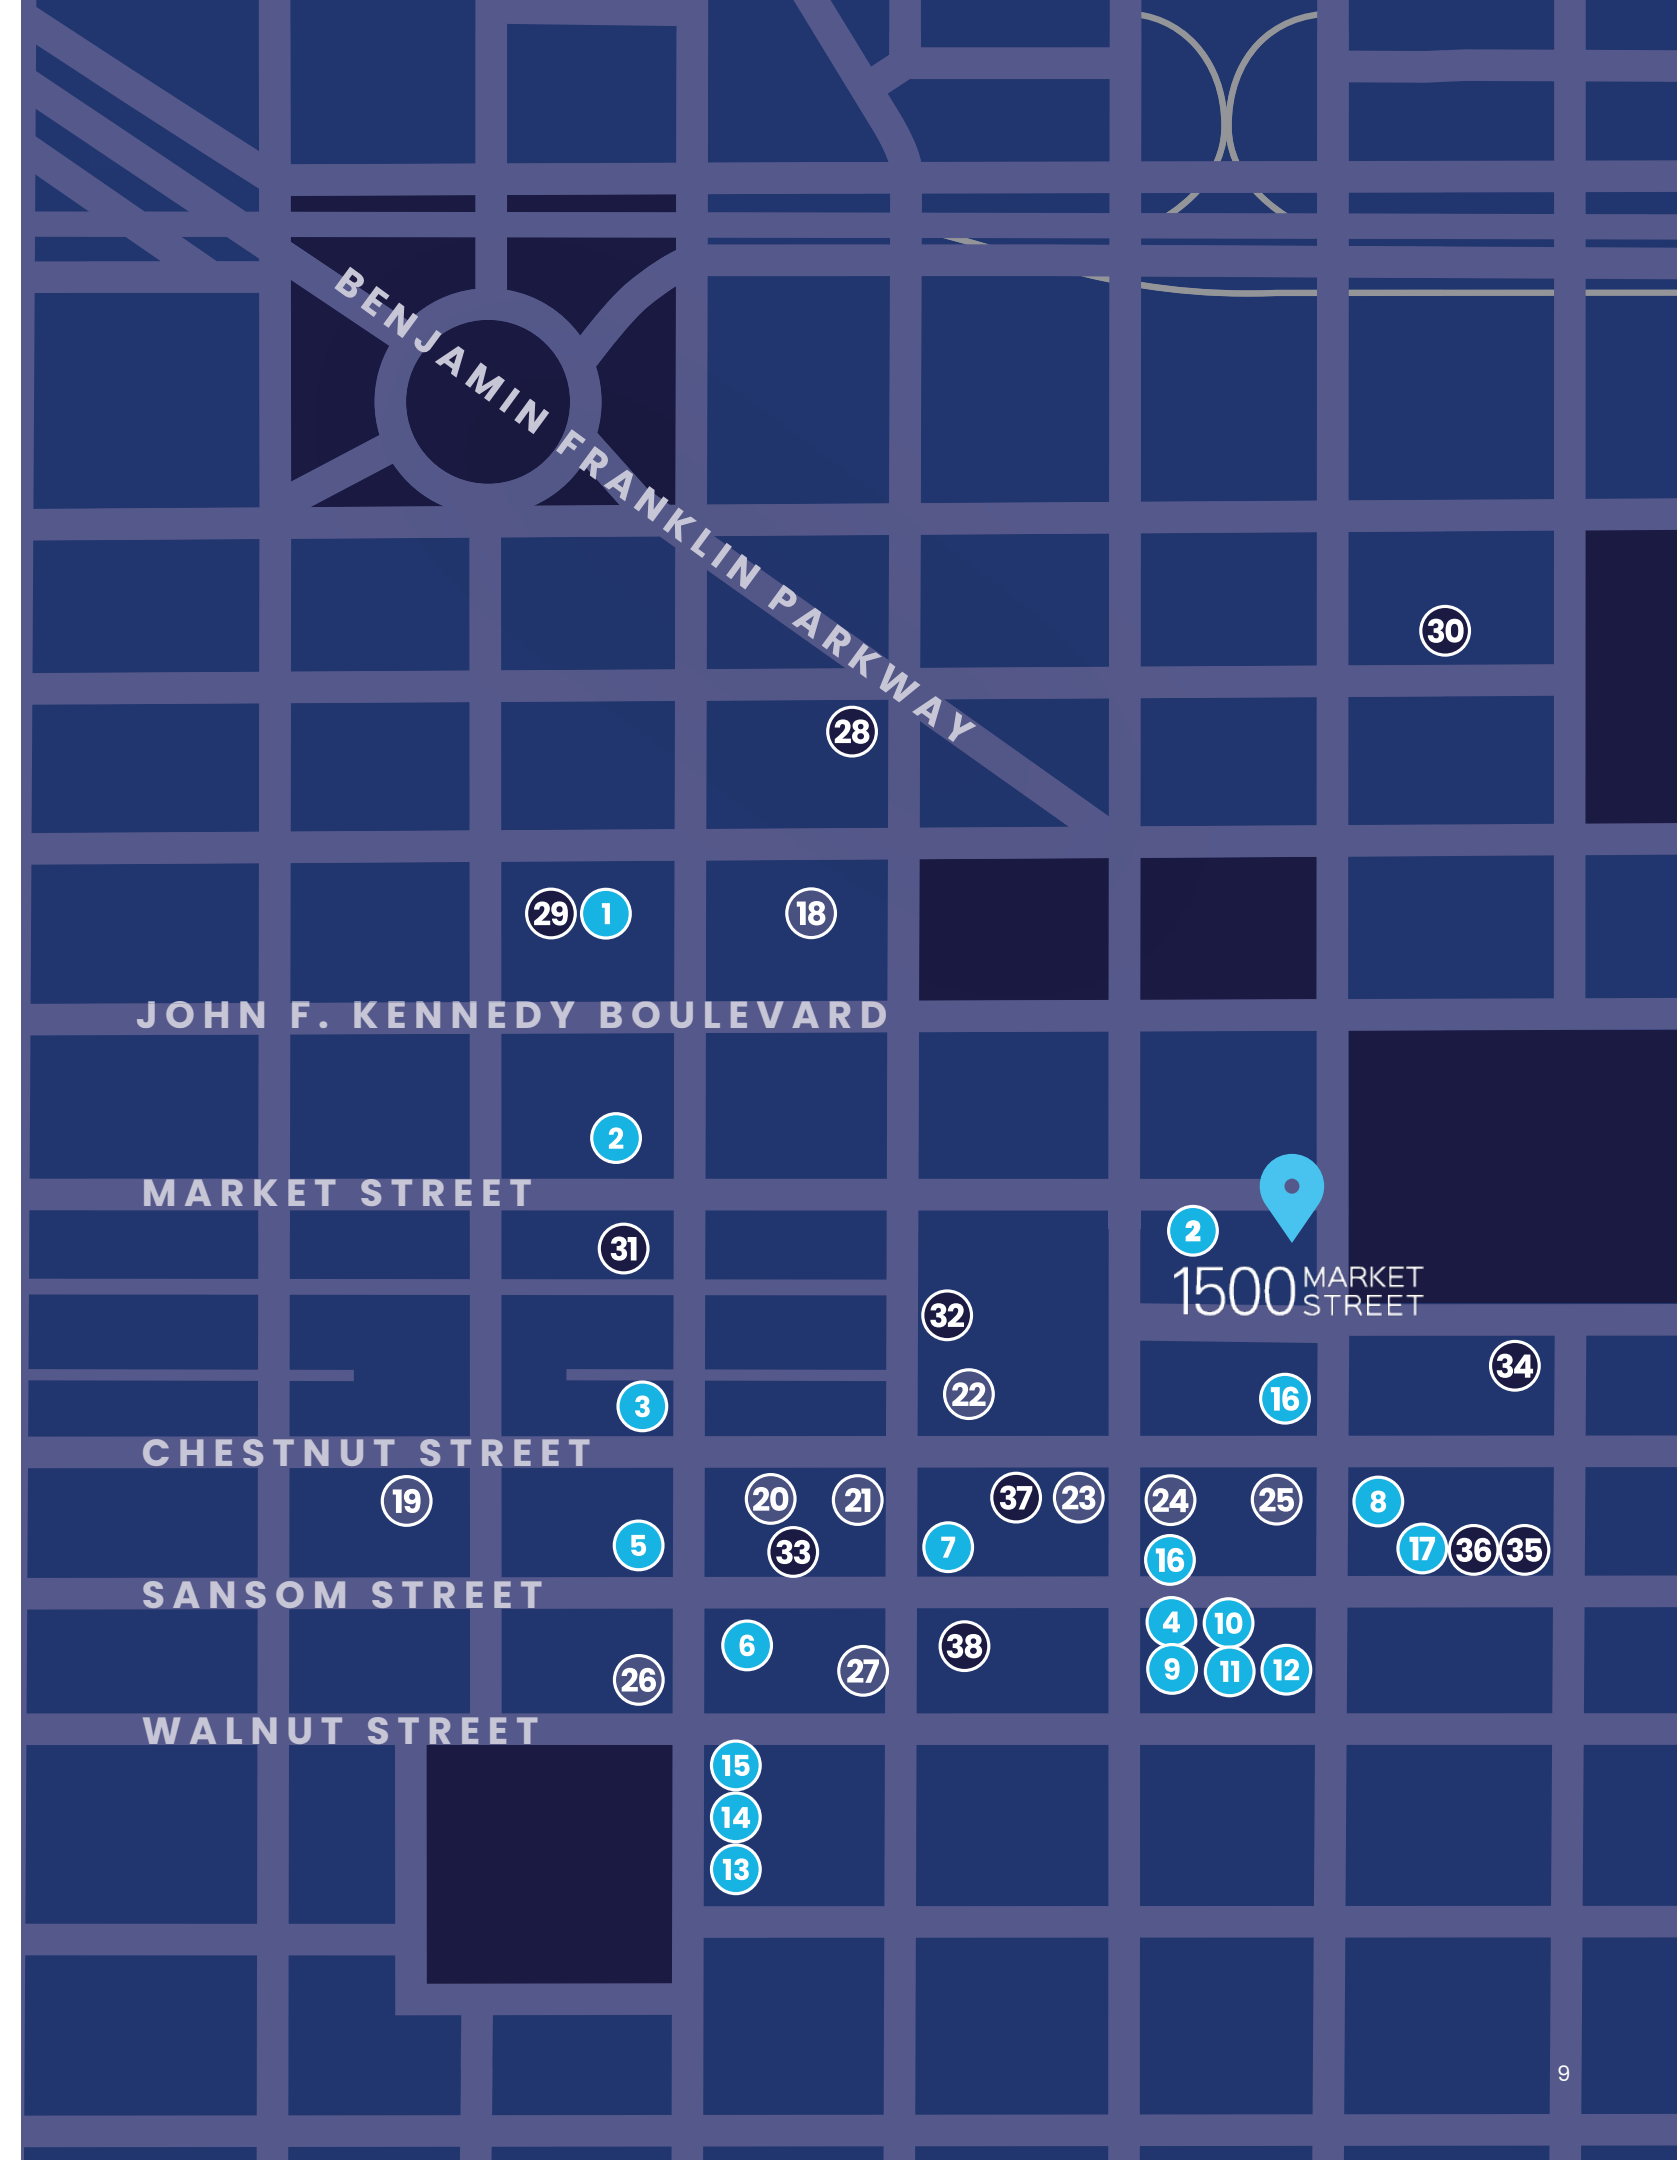 BENJAMIN FRANKLIN PARKWAY
30
28
29 1 18
JOHN F. KENNEDY BOULEVARD
2
MARKET STREET
2
31
1500 MARKET
STREET
32
34
22
16
3
CHESTNUT STREET
19 20 21 37 23 24 25 8
5 33 7 16 17 36 35
SANSOM STREET
4 10
6 38
27 9 11 12
26
WALNUT STREET
15
14
13
9